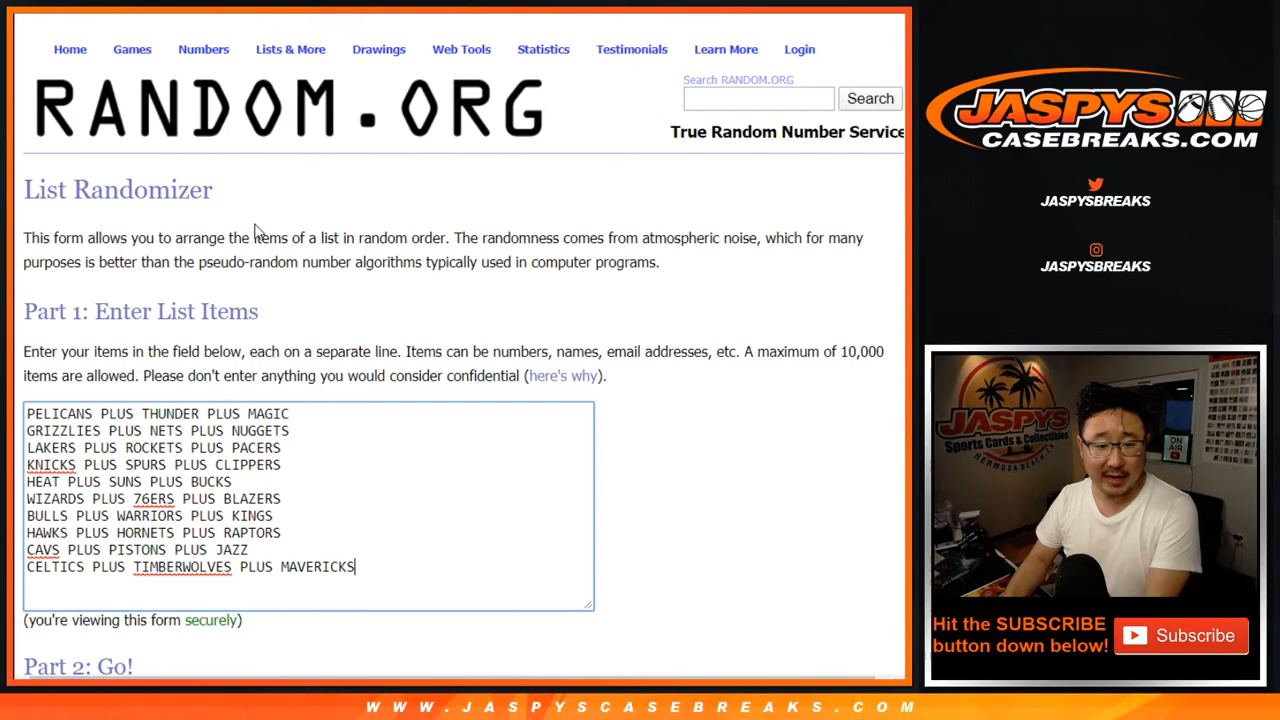 Home Games Numbers Lists & More Drawings Web Tools Statistics Testimonials Learn More Login
RANDOM.ORG
Search RANDOM.ORG
Search
True Random Number Service
List Randomizer
This form allows you to arrange the items of a list in random order. The randomness comes from atmospheric noise, which for many
purposes is better than the pseudo-random number algorithms typically used in computer programs.
Part 1: Enter List Items
Enter your items in the field below, each on a separate line. Items can be numbers, names, email addresses, etc. A maximum of 10,000
items are allowed. Please don't enter anything you would consider confidential (here's why).
PELICANS PLUS THUNDER PLUS MAGIC
GRIZZLIES PLUS NETS PLUS NUGGETS
LAKERS PLUS ROCKETS PLUS PACERS
KNICKS PLUS SPURS PLUS CLIPPERS
HEAT PLUS SUNS PLUS BUCKS
WIZARDS PLUS 76ERS PLUS BLAZERS
BULLS PLUS WARRIORS PLUS KINGS
HAWKS PLUS HORNETS PLUS RAPTORS
CAVS PLUS PISTONS PLUS JAZZ
CELTICS PLUS TIMBERWOLVES PLUS MAVERICKS
(you're viewing this form securely)
Part 2: Go!
JASPYS
CASEBREAKS.COM
JASPYSBREAKS
JASPYSBREAKS
JASPYS
Sports Cards & Collectibles
HERMOSA BEACH, CA
ON
AIR
Hit the SUBSCRIBE
button down below!
Subscribe
WWW.JASPYSCASEBREAKS.COM